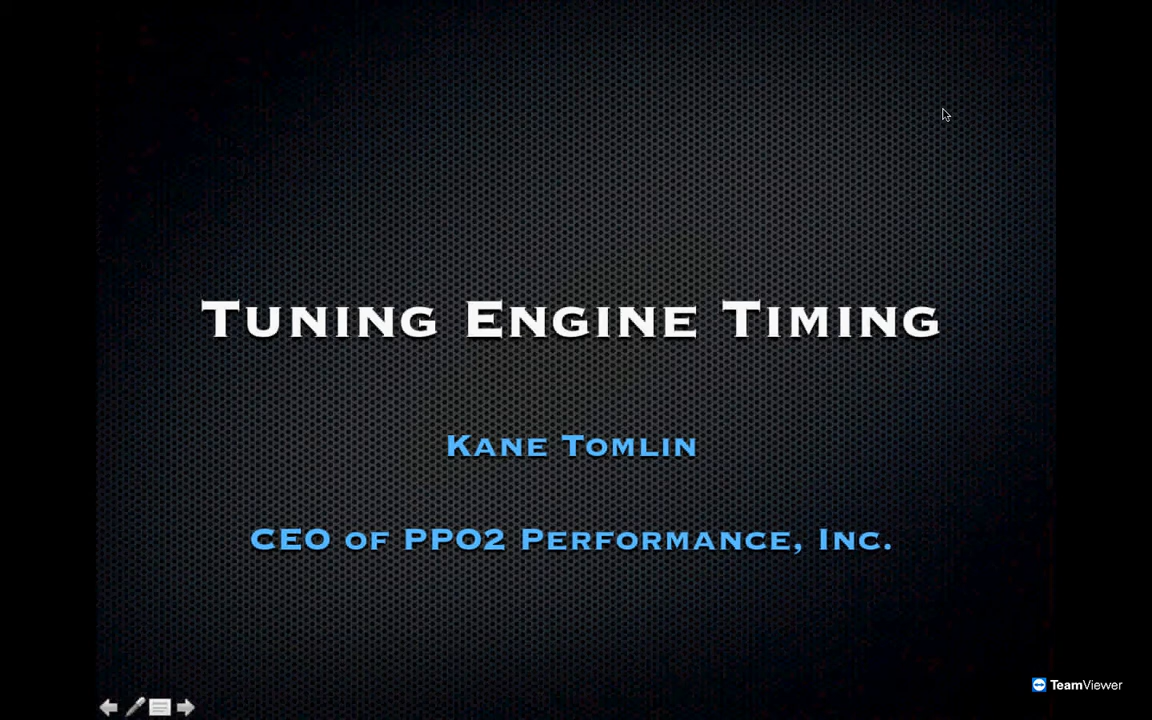 Tuning Engine Timing
Kane Tomlin
CEO of PPO2 Performance, Inc.
TeamViewer